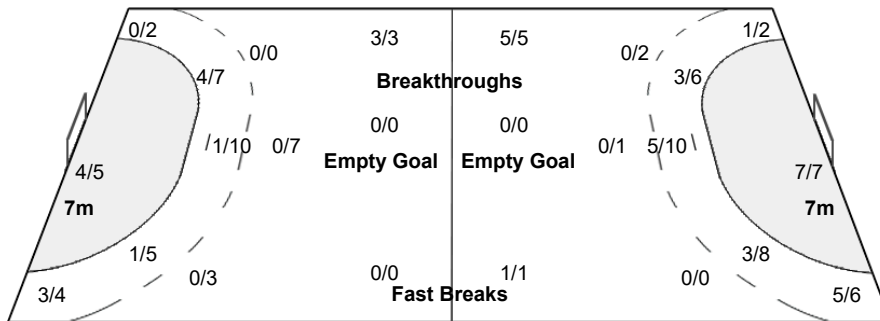 0/2 3/3 5/5 1/2
0/0 0/2
4/7 Breakthroughs 3/6
0/0 0/0
1/10 0/7 Empty Goal Empty Goal 0/1 5/10
4/5 7/7
7m 7m
1/5 3/8
0/3 0/0 1/1 0/0
3/4 Fast Breaks 5/6